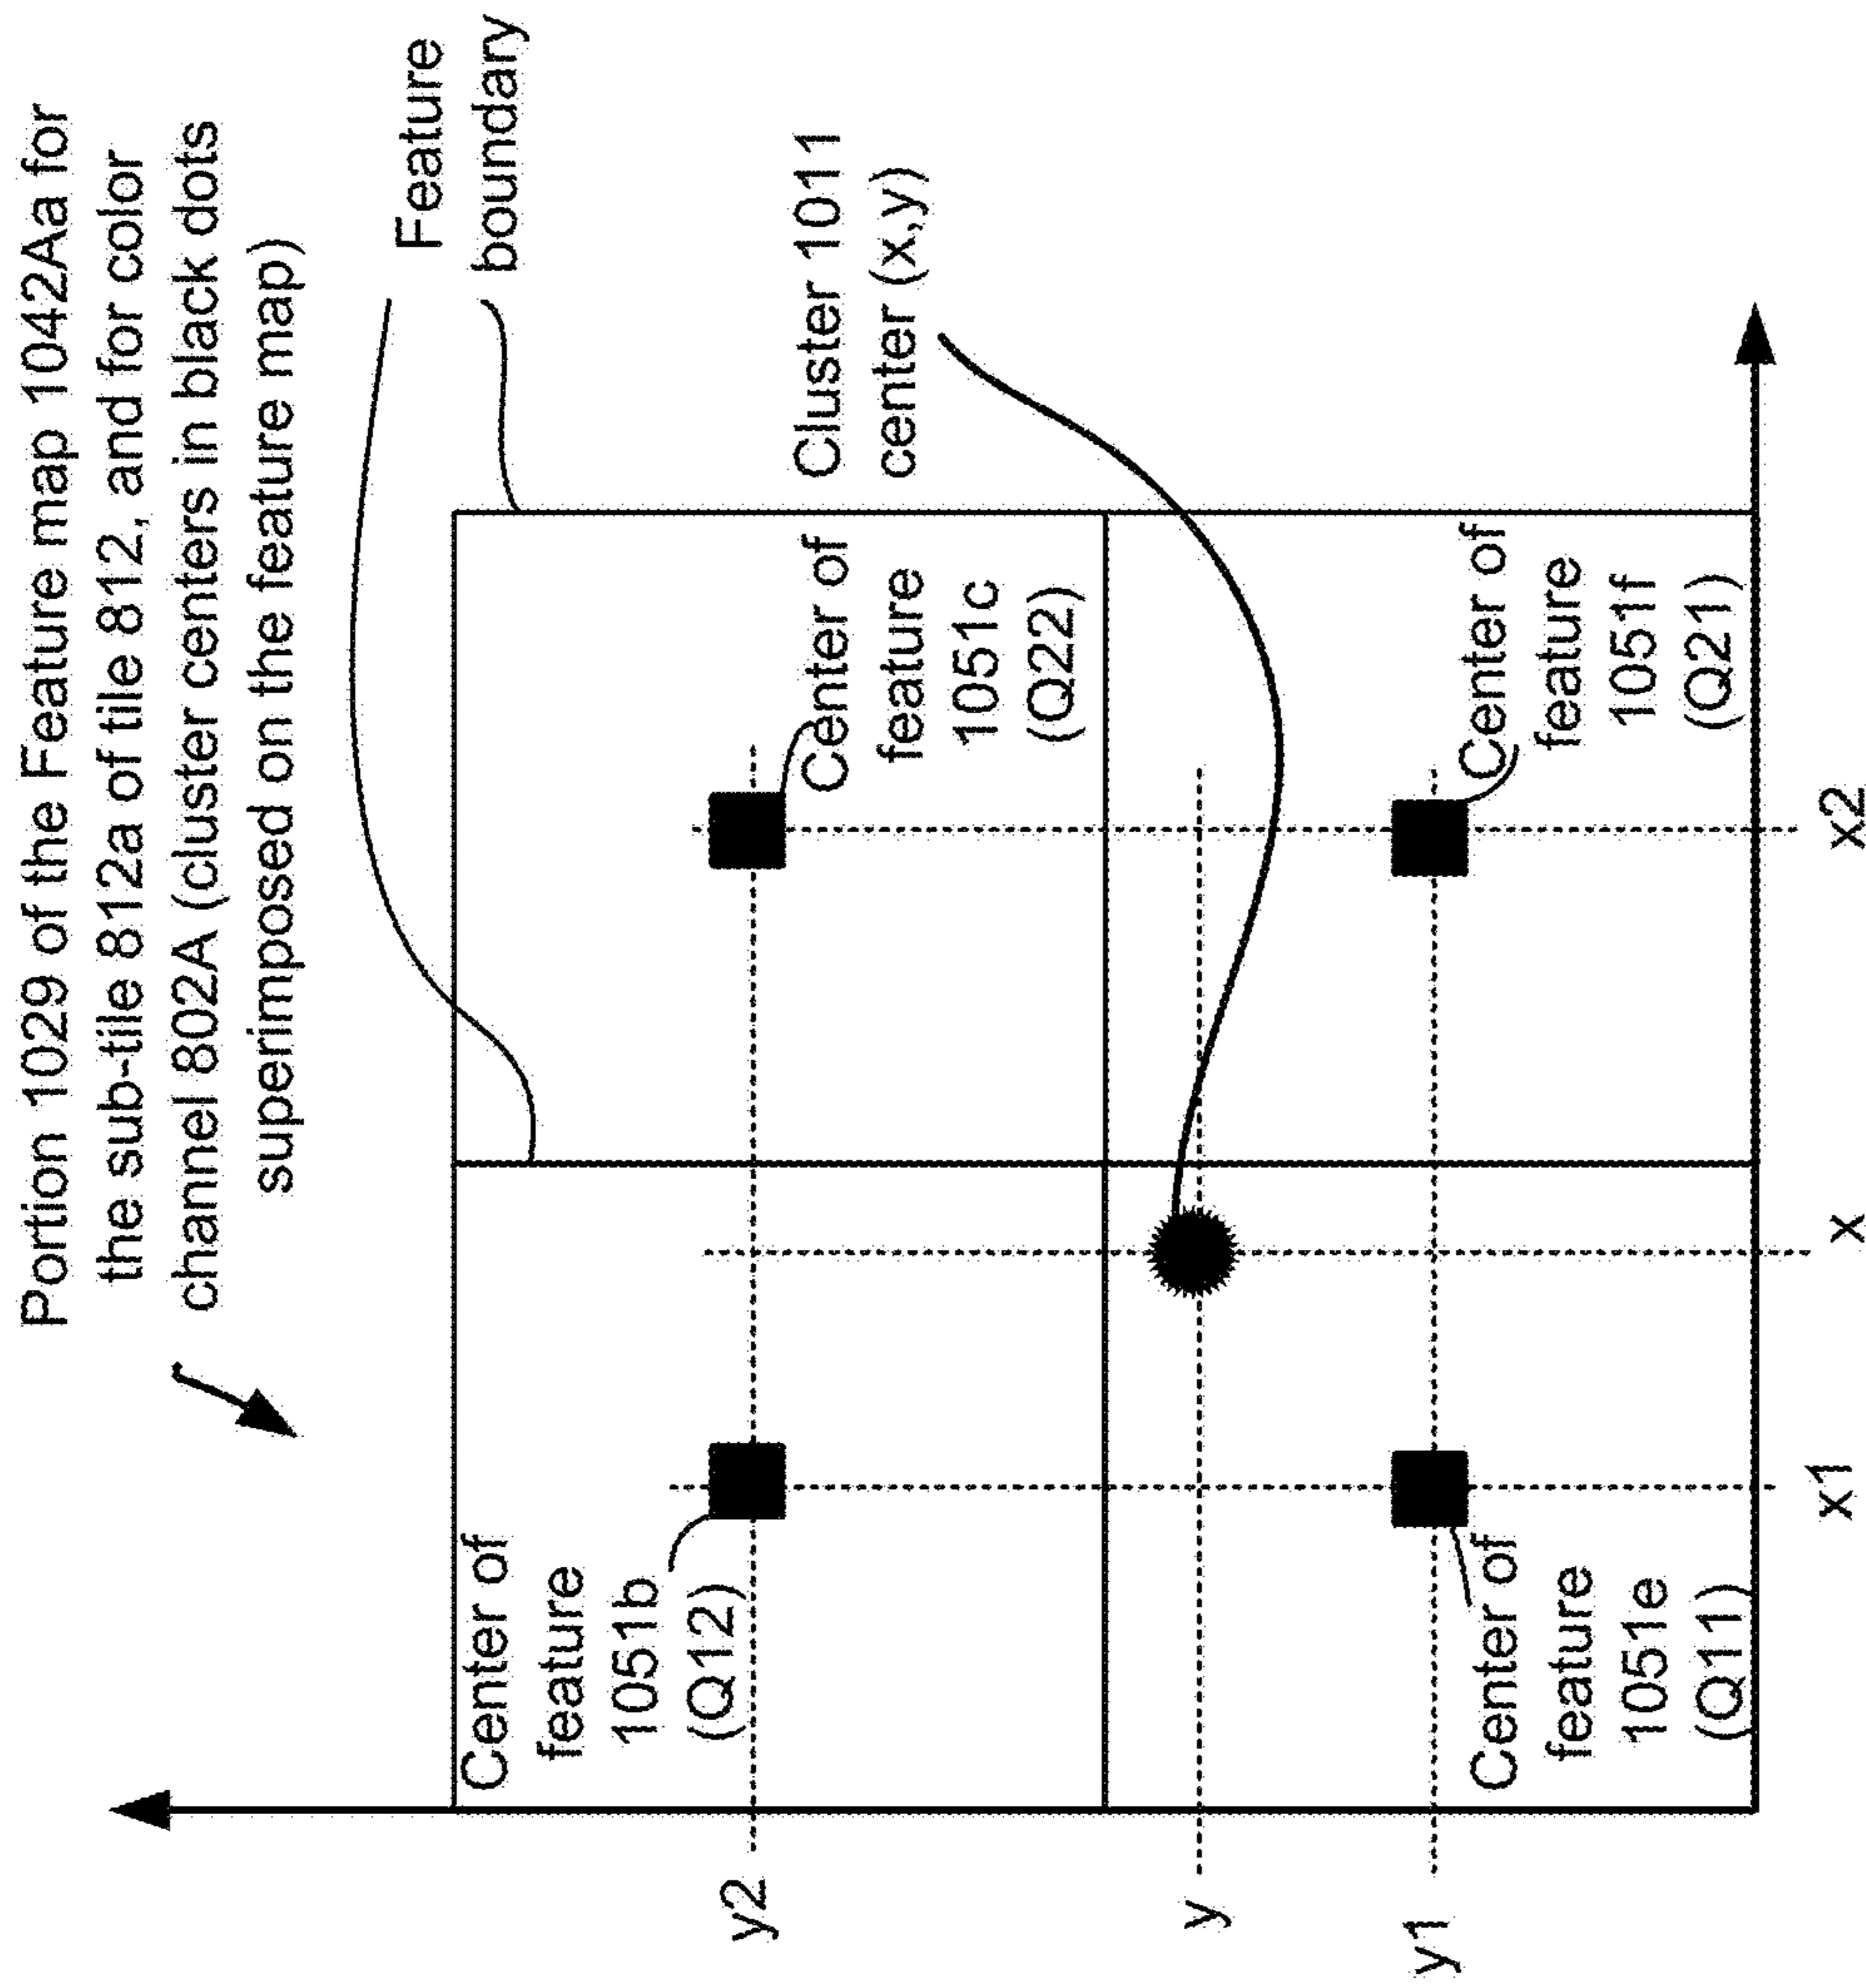 Portion 1029 of the Feature map 1042Aa for
the sub-tile 812a of tile 812, and for color
channel 802A (cluster centers in black dots
superimposed on the feature map)
Feature
boundary
Center of
feature
1051b
(Q12)
Center of
feature
1051c
(Q22)
Cluster 1011
center (x,y)
Center of
feature
1051e
(Q11)
Center of
feature
1051f
(Q21)
y2
y
y1
x1
x
x2